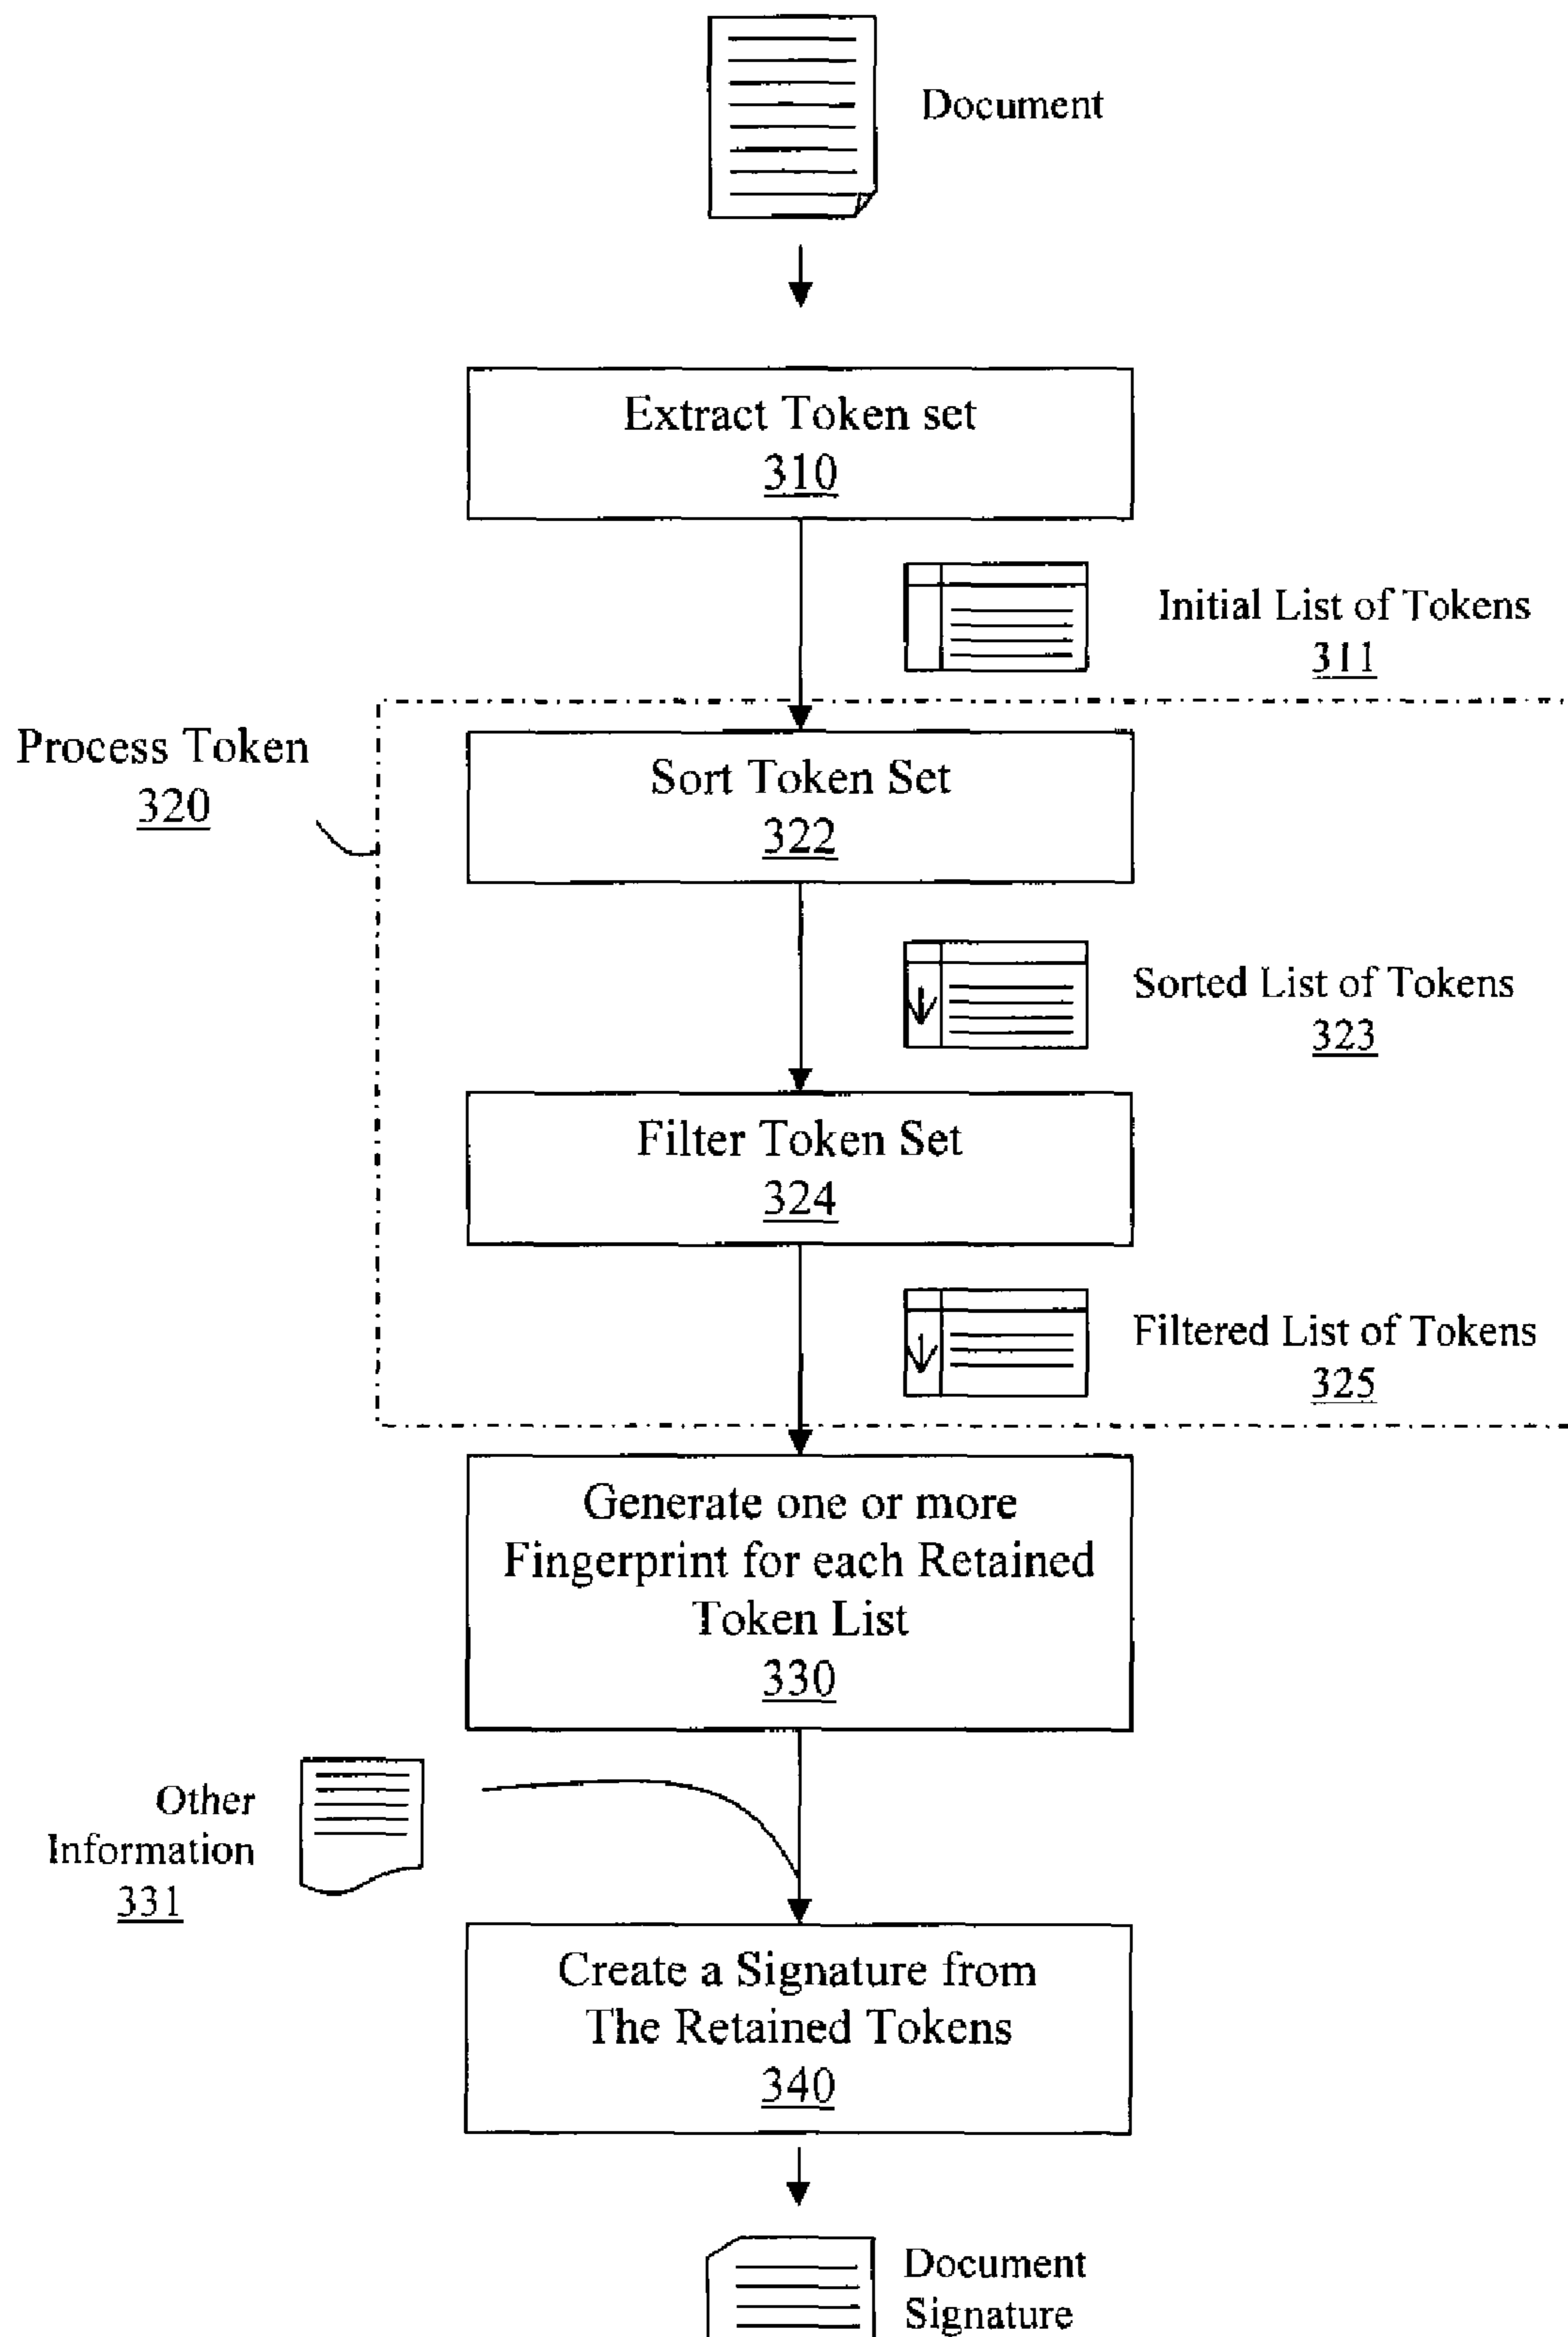 Document
Extract Token set
310
Initial List of Tokens
311
Process Token
320
Sort Token Set
322
Sorted List of Tokens
323
Filter Token Set
324
Filtered List of Tokens
325
Generate one or more
Fingerprint for each Retained
Token List
330
Other
Information
331
Create a Signature from
The Retained Tokens
340
Document
Signature